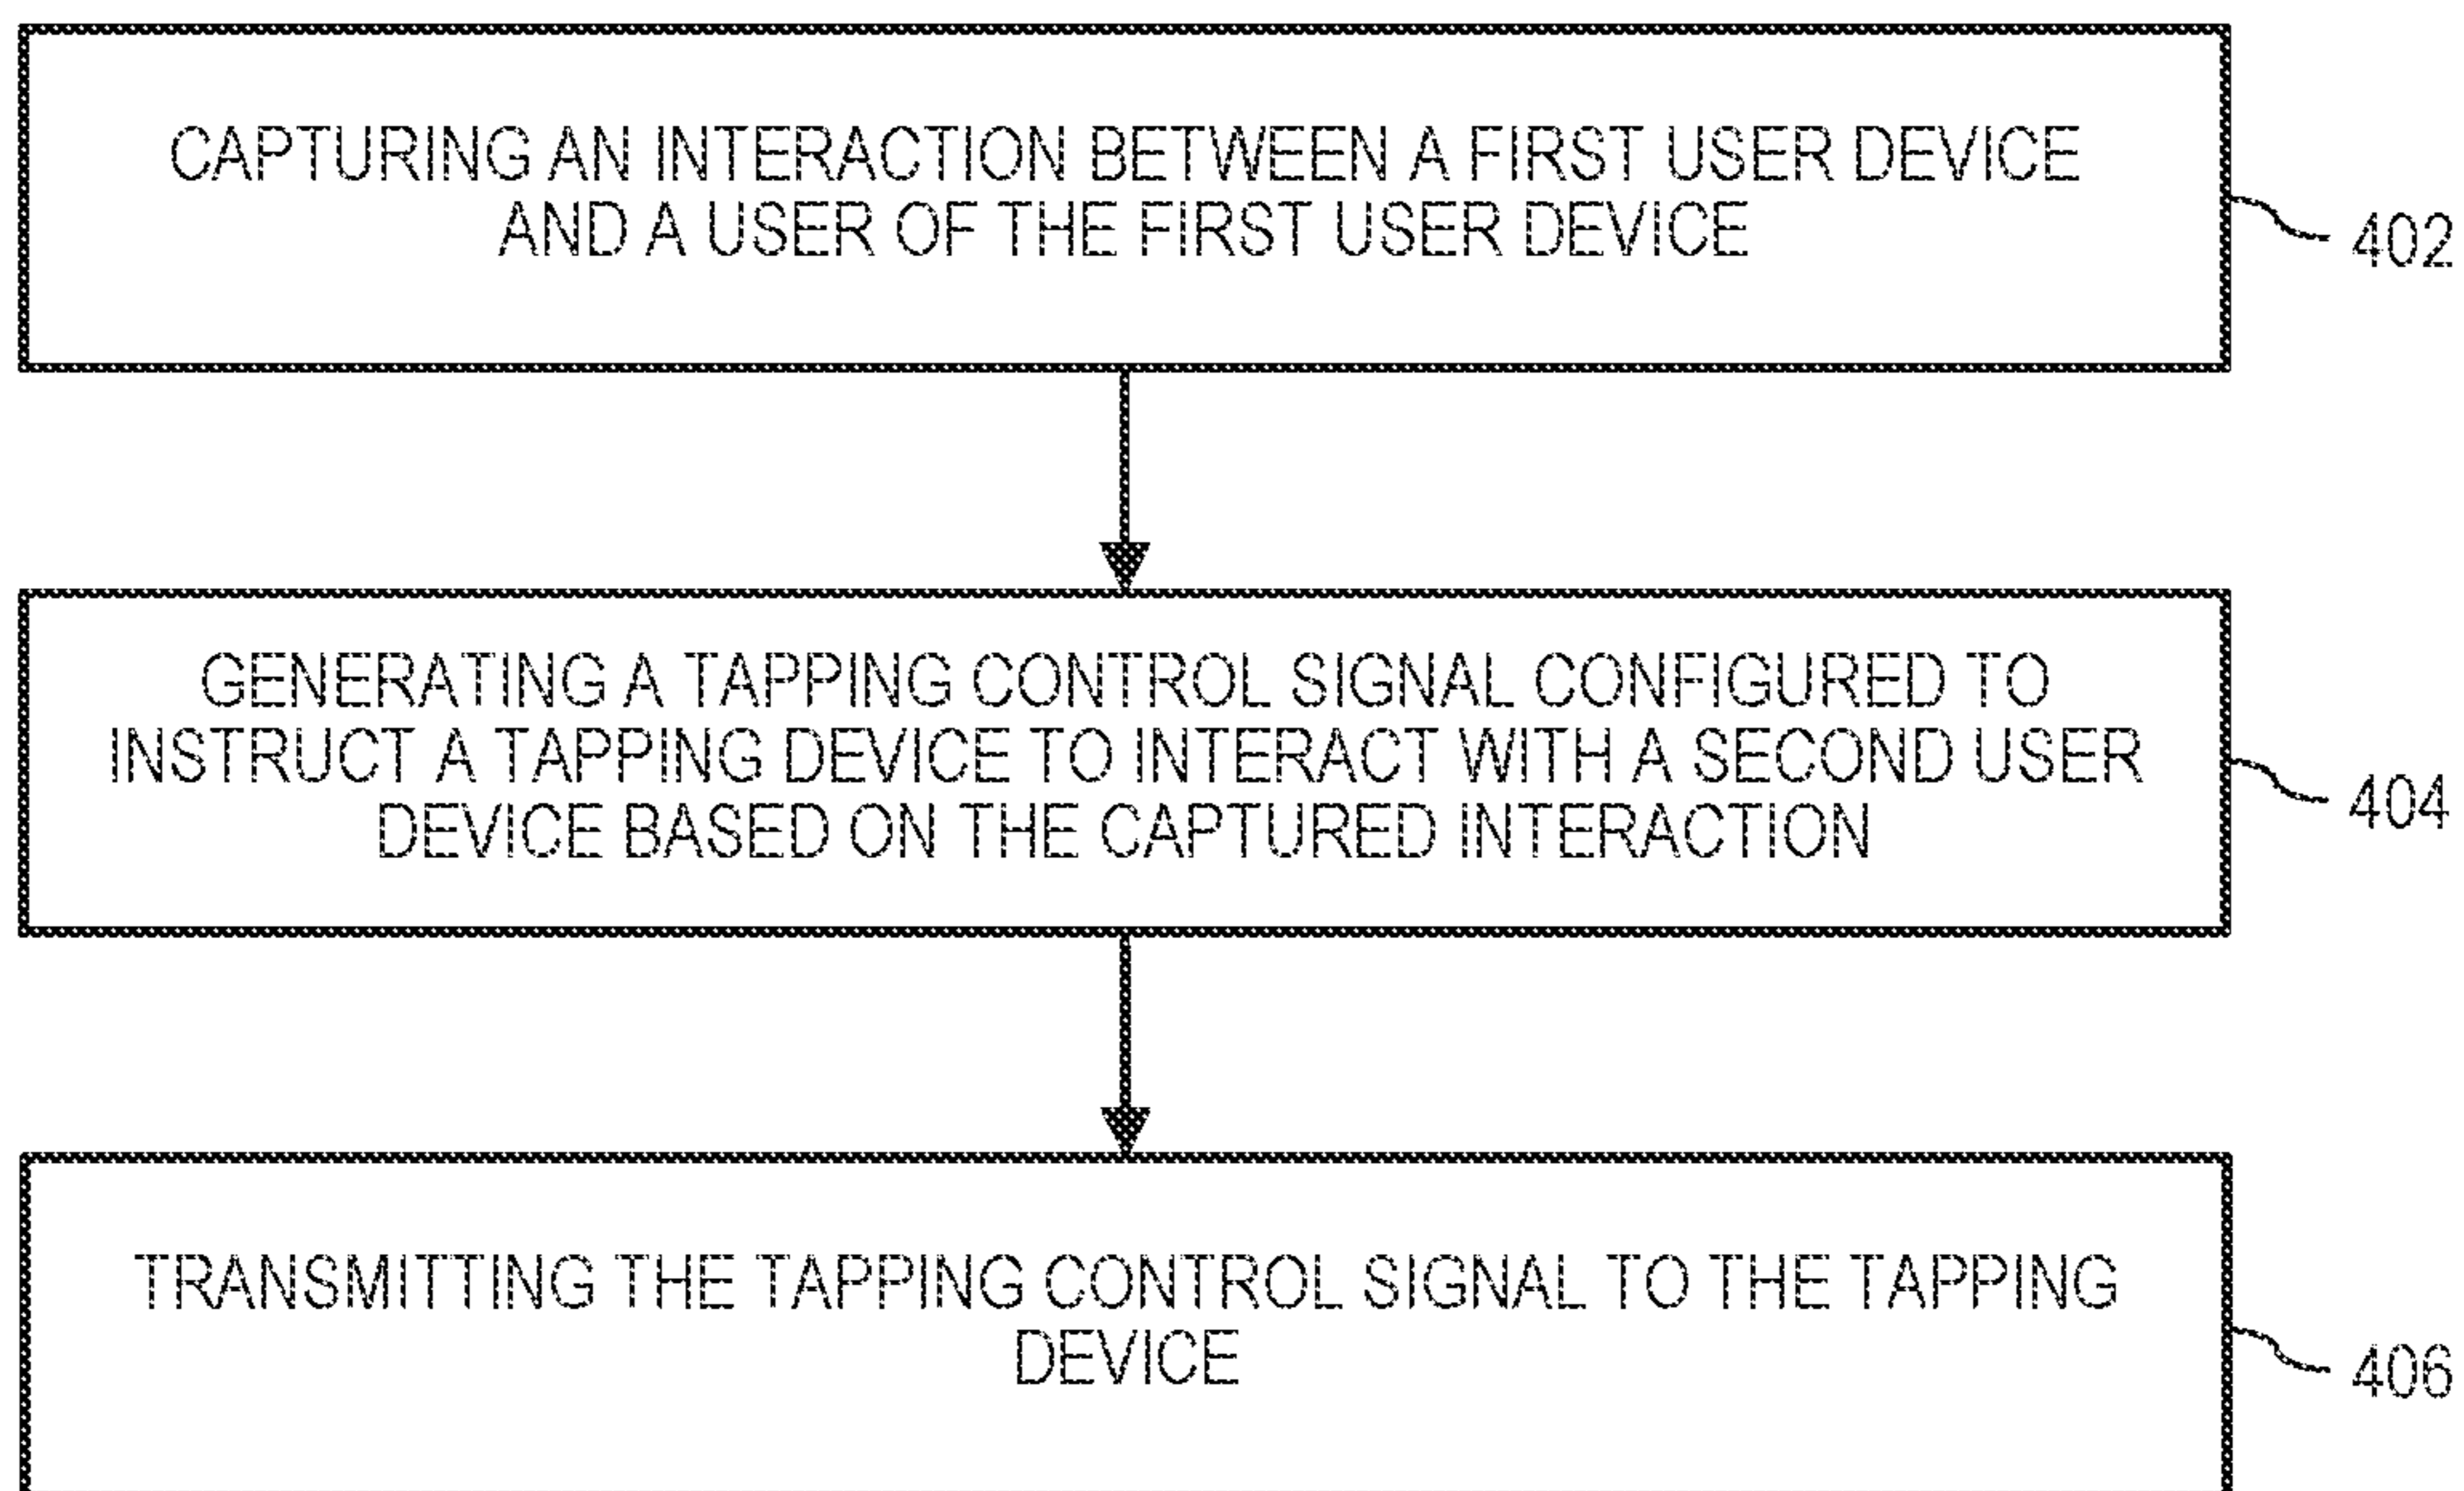 CAPTURING AN INTERACTION BETWEEN A FIRST USER DEVICE
AND A USER OF THE FIRST USER DEVICE
402
GENERATING A TAPPING CONTROL SIGNAL CONFIGURED TO
INSTRUCT A TAPPING DEVICE TO INTERACT WITH A SECOND USER
DEVICE BASED ON THE CAPTURED INTERACTION
404
TRANSMITTING THE TAPPING CONTROL SIGNAL TO THE TAPPING
DEVICE
406